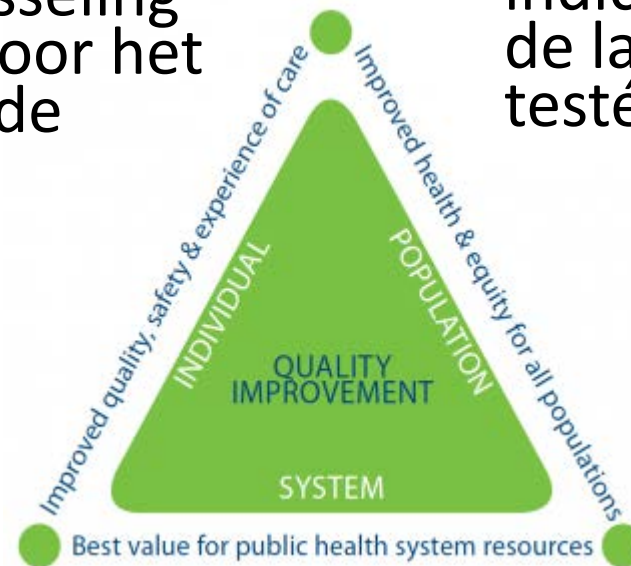 oor het
de
de la
Improved quality, safety & experience of care
Improved health & equity for all populations
INDIVIDUAL
POPULATION
QUALITY
IMPROVEMENT
SYSTEM
Best value for public health system resources